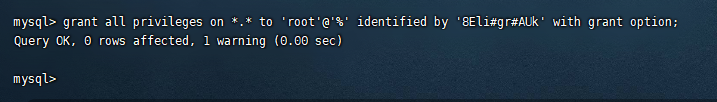 mysql> grant all privileges on *.* to 'root'@'%' identified by '8Eli#gr#AUk' with grant option;
Query OK, 0 rows affected, 1 warning (0.00 sec)
mysql>